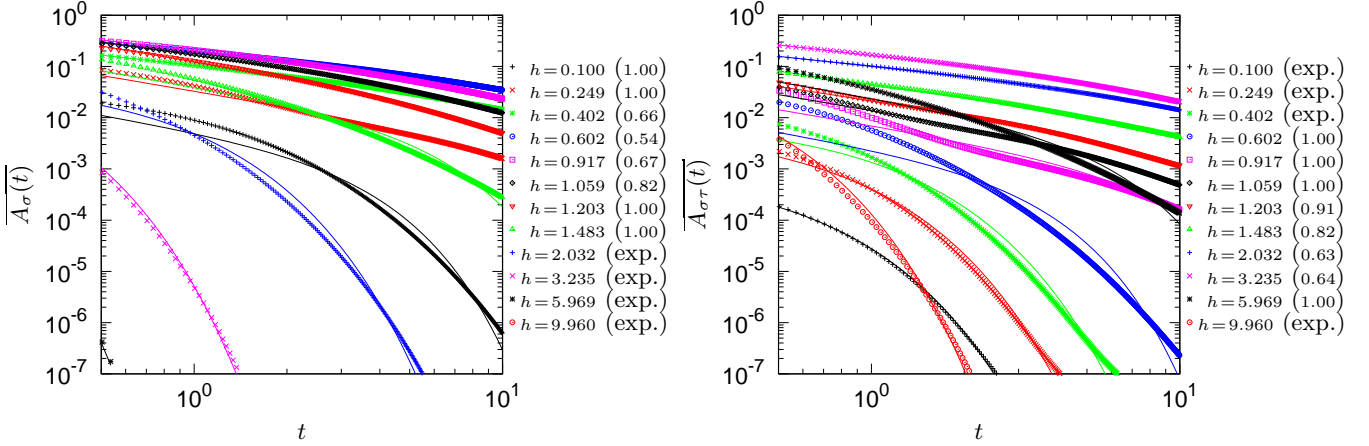 10^0
10^-1
10^-2
10^-3
10^-4
10^-5
10^-6
10^-7
A_σ(t)
10^0
10^1
t
h=0.100 (1.00)
h=0.249 (1.00)
h=0.402 (0.66)
h=0.602 (0.54)
h=0.917 (0.67)
h=1.059 (0.82)
h=1.203 (1.00)
h=1.483 (1.00)
h=2.032 (exp.)
h=3.235 (exp.)
h=5.969 (exp.)
h=9.960 (exp.)
10^0
10^-1
10^-2
10^-3
10^-4
10^-5
10^-6
10^-7
A_στ(t)
10^0
10^1
t
h=0.100 (exp.)
h=0.249 (exp.)
h=0.402 (exp.)
h=0.602 (1.00)
h=0.917 (1.00)
h=1.059 (1.00)
h=1.203 (0.91)
h=1.483 (0.82)
h=2.032 (0.63)
h=3.235 (0.64)
h=5.969 (1.00)
h=9.960 (exp.)